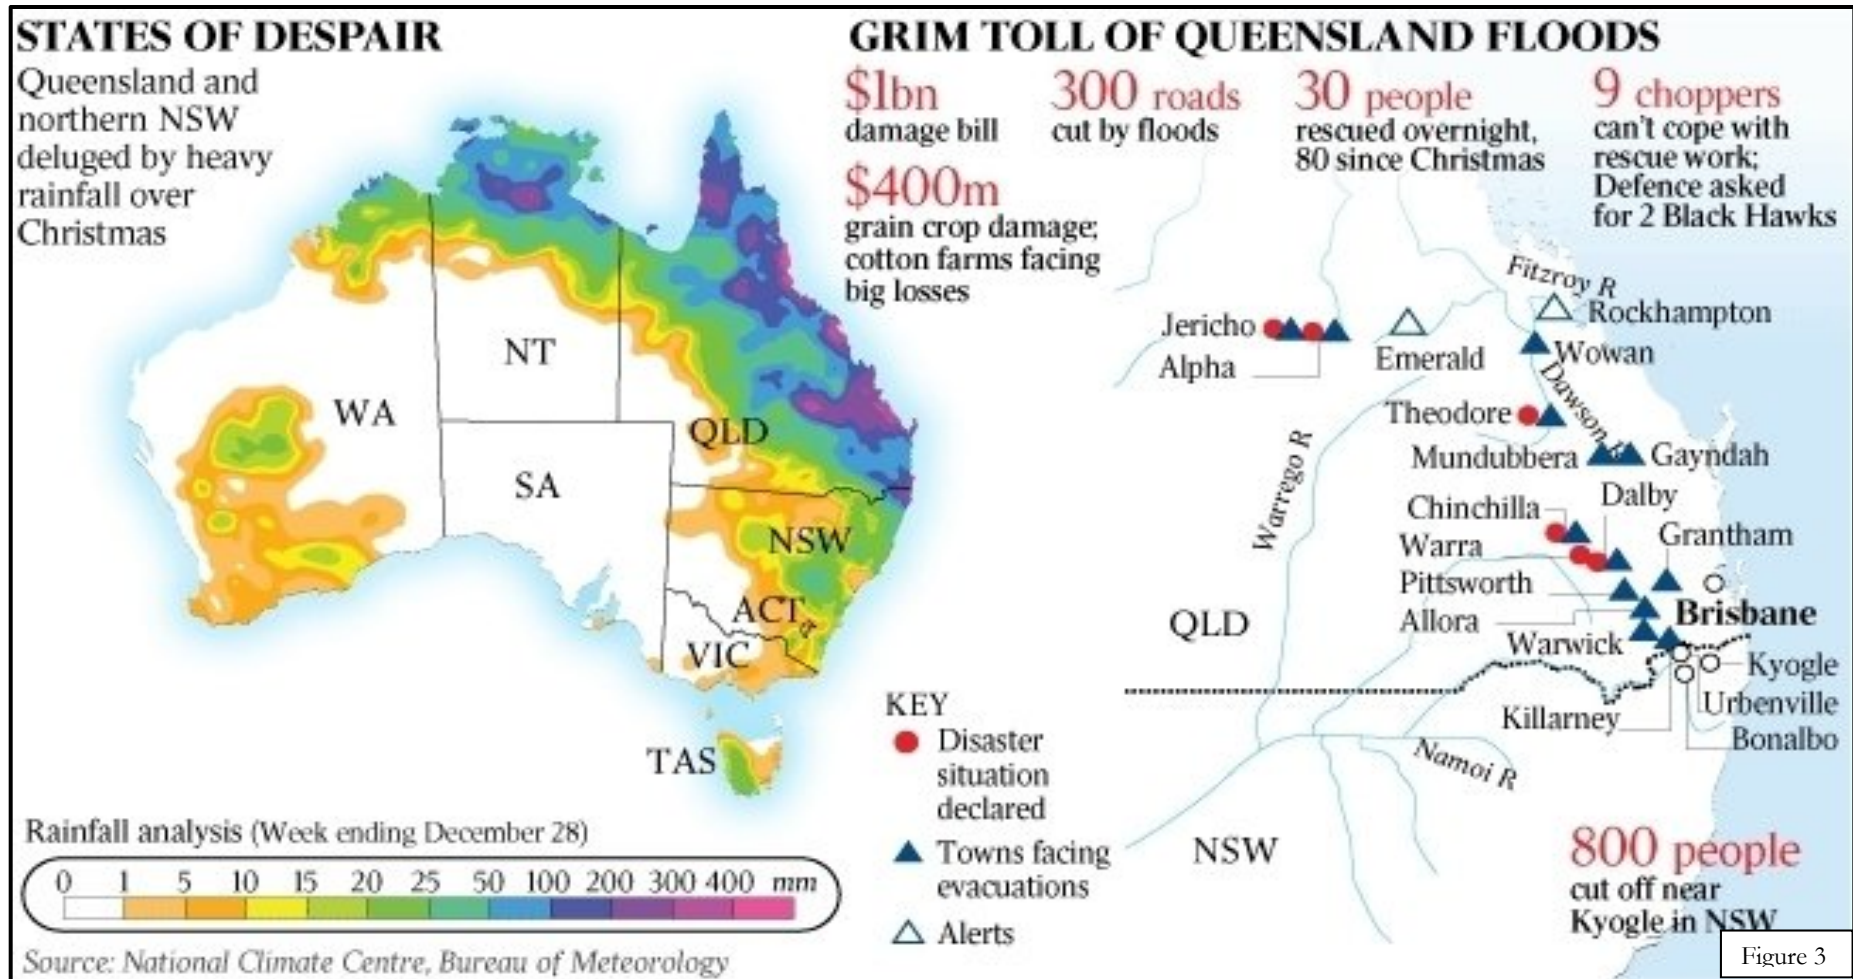 STATES OF DESPAIR
Queensland and
northern NSW
deluged by heavy
rainfall over
Christmas
NT
WA
QLD
SA
NSW
ACT
VIC
TAS
Rainfall analysis (Week ending December 28)
0 1 5 10 15 20 25 50 100 200 300 400 mm
Source: National Climate Centre, Bureau of Meteorology
GRIM TOLL OF QUEENSLAND FLOODS
$1bn
damage bill
300 roads
cut by floods
30 people
rescued overnight,
80 since Christmas
9 choppers
can't cope with
rescue work;
Defence asked
for 2 Black Hawks
$400m
grain crop damage;
cotton farms facing
big losses
Fitzroy R
Jericho
Rockhampton
Alpha
Emerald
Wowan
Dawson R
Theodore
Warrego R
Mundubbera
Gayndah
Dalby
Chinchilla
Grantham
Warra
Pittsworth
Brisbane
Allora
QLD
Warwick
Kyogle
Urbenville
Killarney
Bonalbo
Namoi R
NSW
KEY
Disaster
situation
declared
Towns facing
evacuations
Alerts
800 people
cut off near
Kyogle in NSW
Figure 3